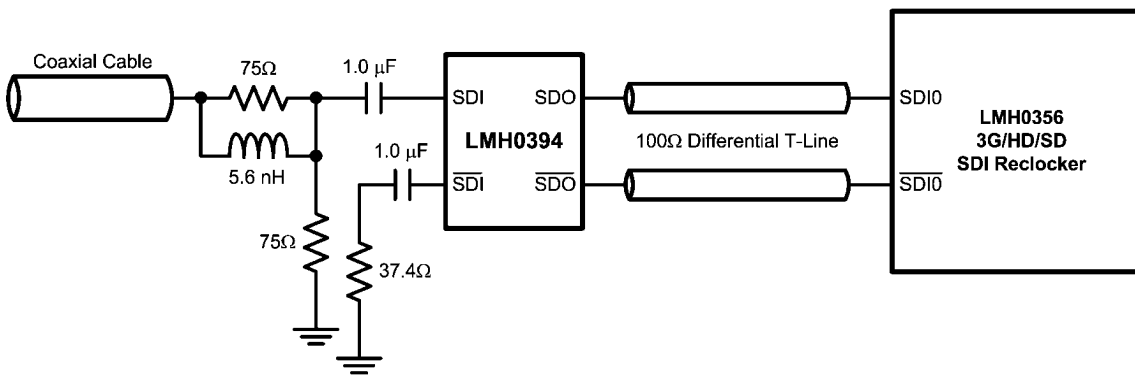 Coaxial Cable
75Ω
5.6 nH
75Ω
1.0 µF
1.0 µF
37.4Ω
SDI
SDI
LMH0394
SDO
SDO
100Ω Differential T-Line
SDI0
SDI0
LMH0356
3G/HD/SD
SDI Reclocker